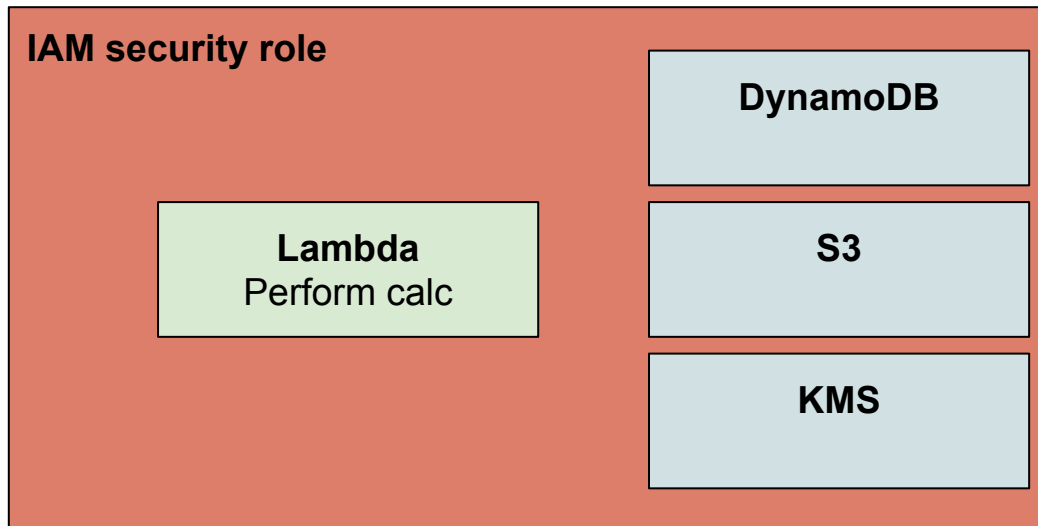 IAM security role
DynamoDB
Lambda
Perform calc
S3
KMS